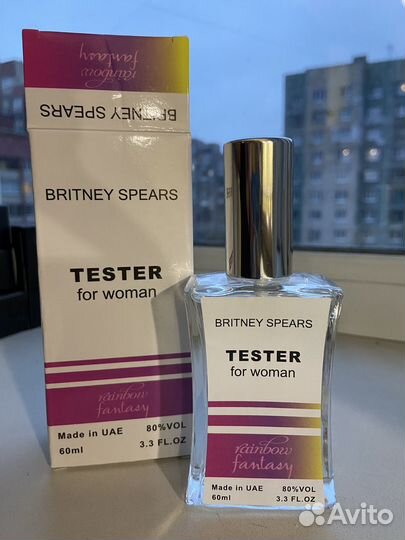 rainbow
fantasy
BRITNEY SPEARS
BRITNEY SPEARS
TESTER
for woman
rainbow
fantasy
Made in UAE 80%VOL
60ml 3.3 FL.OZ
BRITNEY SPEARS
TESTER
for woman
rainbow
fantasy
Made in UAE 80%VOL
60ml 3.3 FL.OZ
Avito